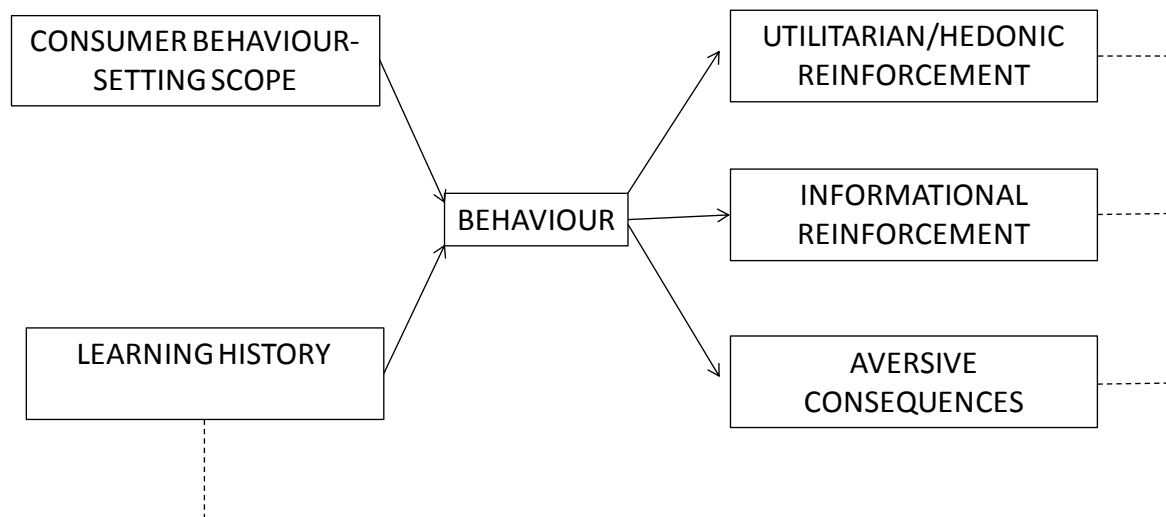 CONSUMER BEHAVIOUR-
SETTING SCOPE
UTILITARIAN/HEDONIC
REINFORCEMENT
INFORMATIONAL
REINFORCEMENT
BEHAVIOUR
LEARNING HISTORY
AVERSIVE
CONSEQUENCES